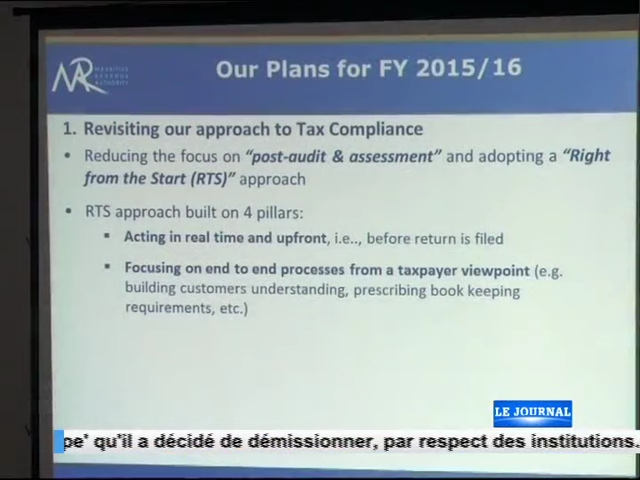 MAURITIUS
REVENUE
AUTHORITY
Our Plans for FY 2015/16
1. Revisiting our approach to Tax Compliance
• Reducing the focus on "post-audit & assessment" and adopting a "Right
from the Start (RTS)" approach
• RTS approach built on 4 pillars:
▪ Acting in real time and upfront, i.e.., before return is filed
▪ Focusing on end to end processes from a taxpayer viewpoint (e.g.
building customers understanding, prescribing book keeping
requirements, etc.)
LE JOURNAL
pe' qu'il a décidé de démissionner, par respect des institutions.